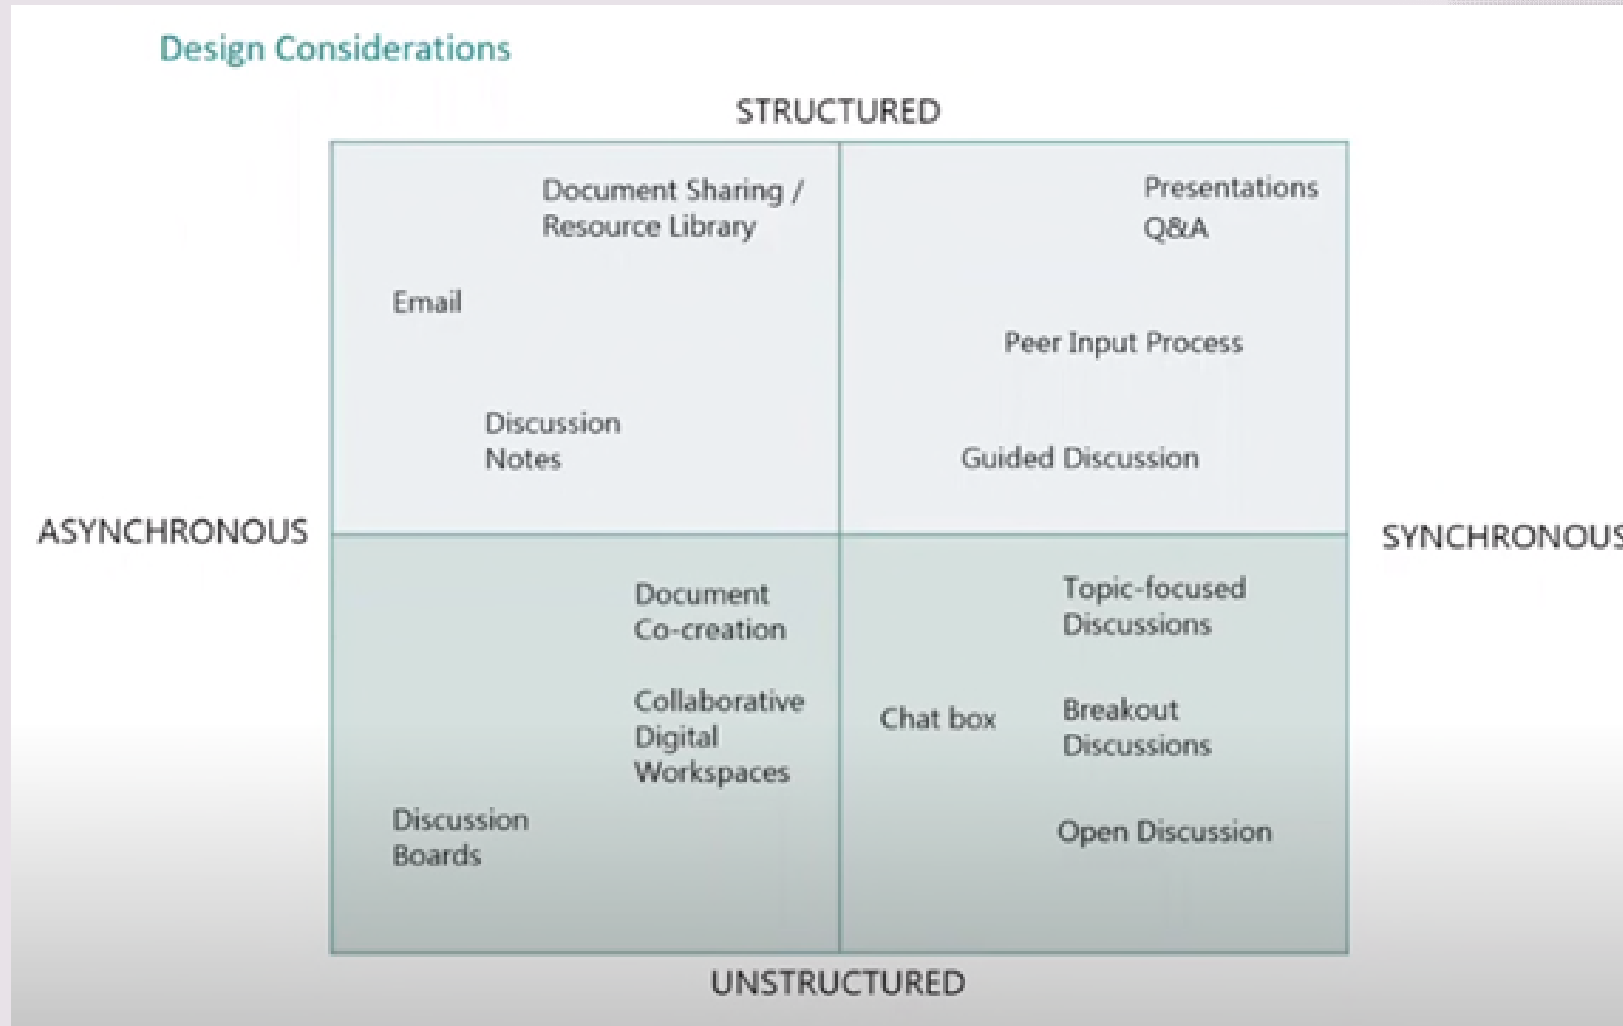 Design Considerations
STRUCTURED
Document Sharing /
Resource Library
Email
Discussion
Notes
Presentations
Q&A
Peer Input Process
Guided Discussion
ASYNCHRONOUS
SYNCHRONOUS
Document
Co-creation
Collaborative
Digital
Workspaces
Discussion
Boards
Topic-focused
Discussions
Chat box
Breakout
Discussions
Open Discussion
UNSTRUCTURED